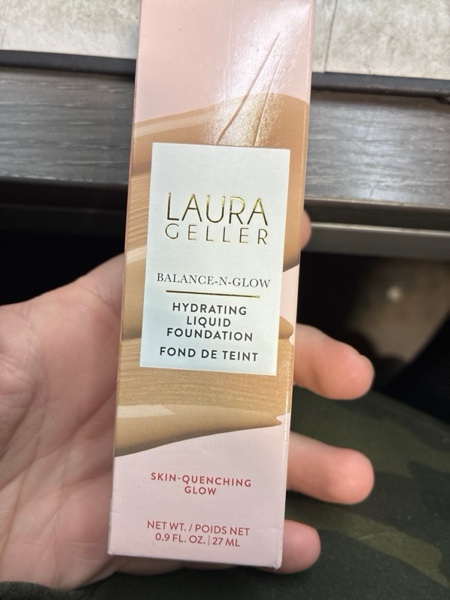 LAURA
GELLER
BALANCE-N-GLOW
HYDRATING
LIQUID
FOUNDATION
FOND DE TEINT
SKIN-QUENCHING
GLOW
NET WT. / POIDS NET
0.9 FL. OZ. | 27 ML